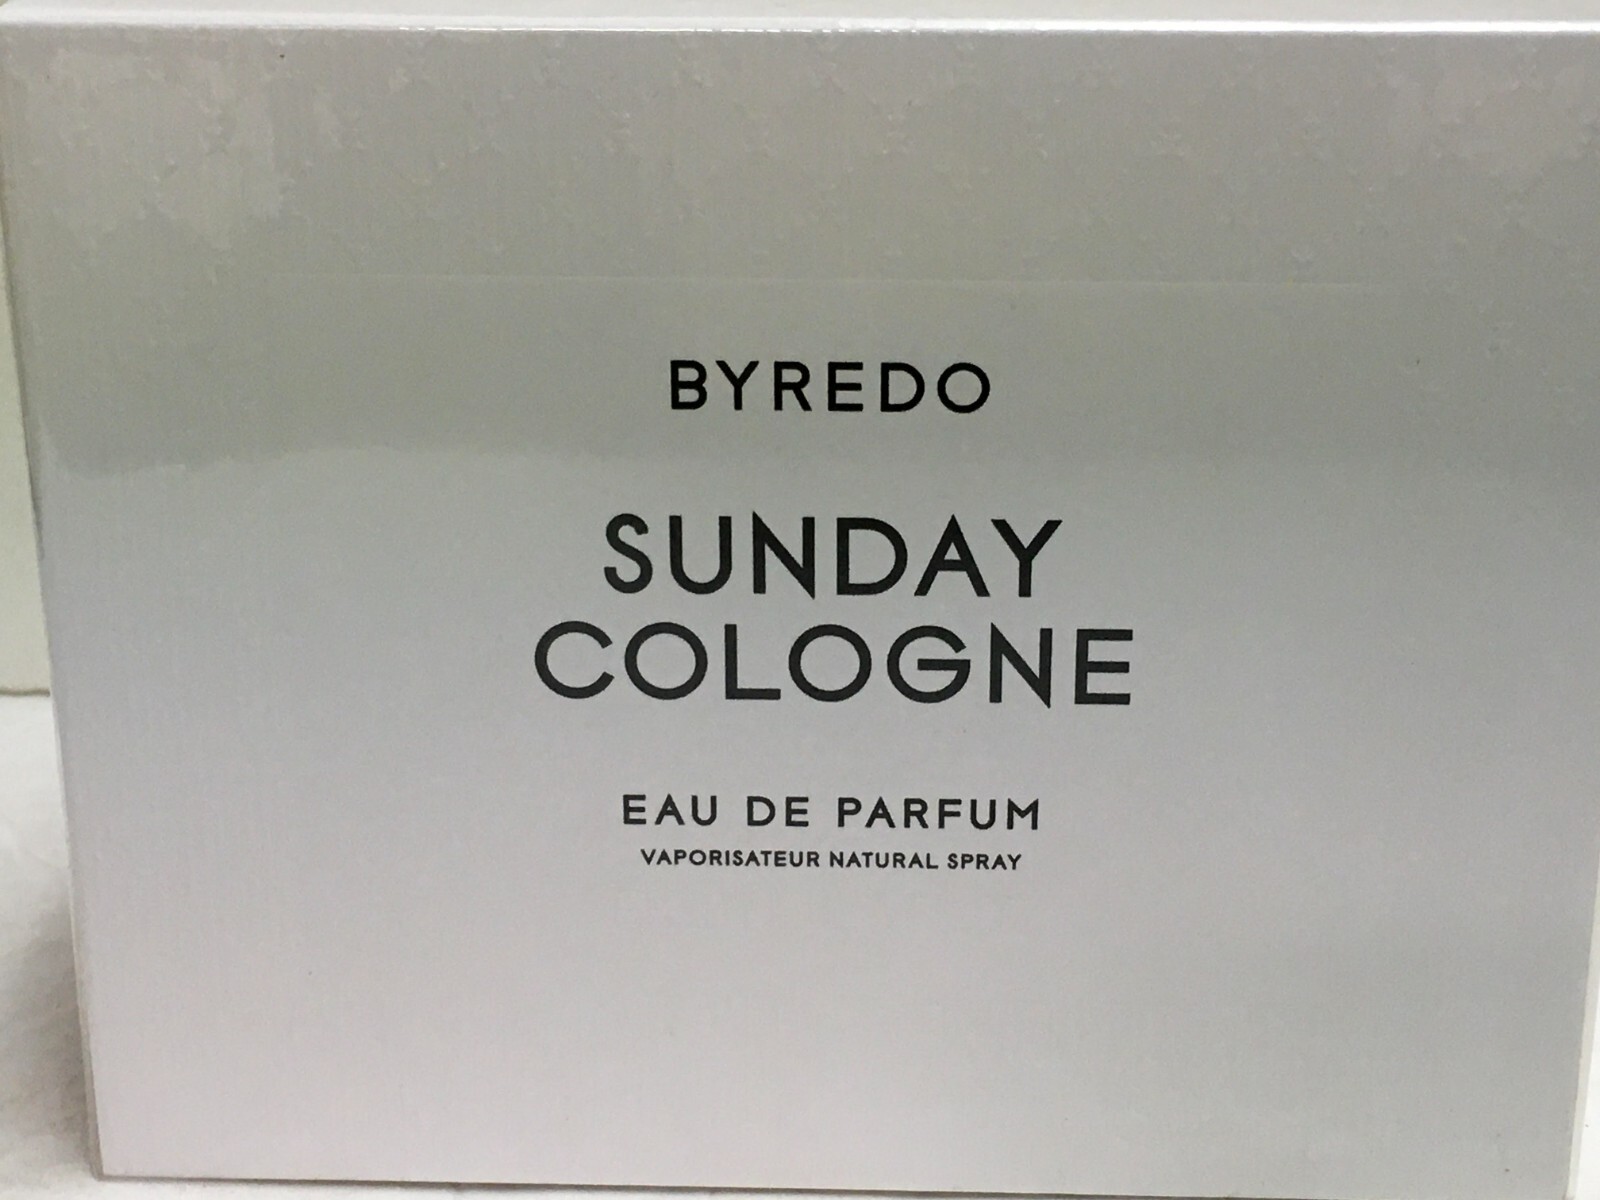 BYREDO
SUNDAY
COLOGNE
EAU DE PARFUM
VAPORISATEUR NATURAL SPRAY